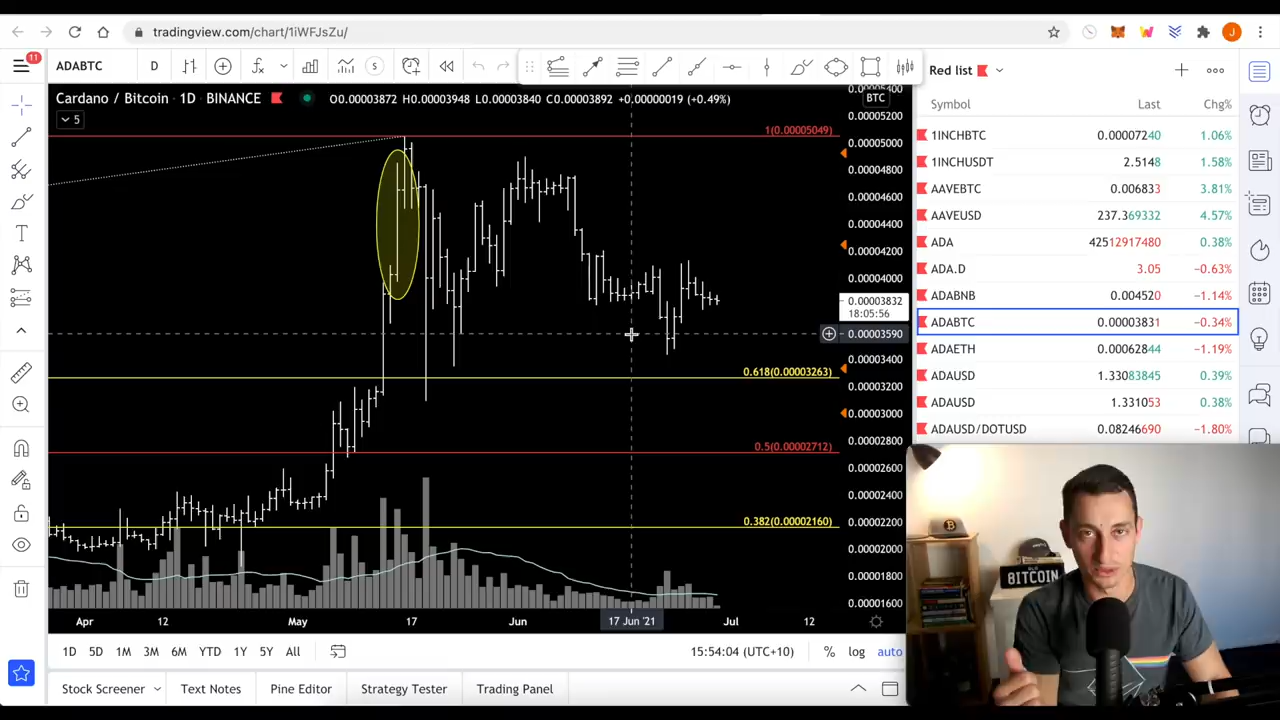 tradingview.com/chart/1iWFJsZu/
J
11
ADABTC
D
S
Red list
Cardano / Bitcoin · 1D · BINANCE
O0.00003872 H0.00003948 L0.00003840 C0.00003892 +0.00000019 (+0.49%)
BTC
5
Symbol Last Chg%
1INCHBTC 0.00007240 1.06%
1INCHUSDT 2.5148 1.58%
AAVEBTC 0.006833 3.81%
AAVEUSD 237.369332 4.57%
ADA 42512917480 0.38%
ADA.D 3.05 −0.63%
ADABNB 0.004520 −1.14%
ADABTC 0.00003831 −0.34%
ADAETH 0.00062844 −1.19%
ADAUSD 1.33083845 0.39%
ADAUSD 1.331053 0.38%
ADAUSD/DOTUSD 0.08246690 −1.80%
1(0.00005049)
0.618(0.00003263)
0.5(0.00002712)
0.382(0.00002160)
0.00005200
0.00005000
0.00004800
0.00004600
0.00004400
0.00004200
0.00004000
0.00003832
18:05:56
0.00003590
0.00003400
0.00003200
0.00003000
0.00002800
0.00002600
0.00002400
0.00002200
0.00002000
0.00001800
0.00001600
Apr 12 May 17 Jun 17 Jun '21 Jul 12
1D 5D 1M 3M 6M YTD 1Y 5Y All
15:54:04 (UTC+10) % log auto
Stock Screener Text Notes Pine Editor Strategy Tester Trading Panel
BITCOIN